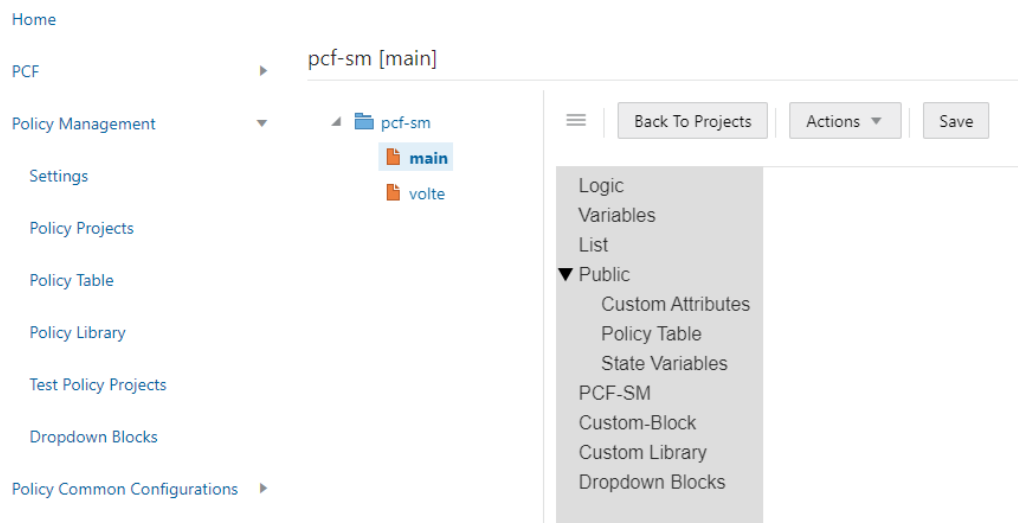 Home
PCF
Policy Management
Settings
Policy Projects
Policy Table
Policy Library
Test Policy Projects
Dropdown Blocks
Policy Common Configurations
pcf-sm [main]
pcf-sm
main
volte
Back To Projects
Actions
Save
Logic
Variables
List
Public
Custom Attributes
Policy Table
State Variables
PCF-SM
Custom-Block
Custom Library
Dropdown Blocks